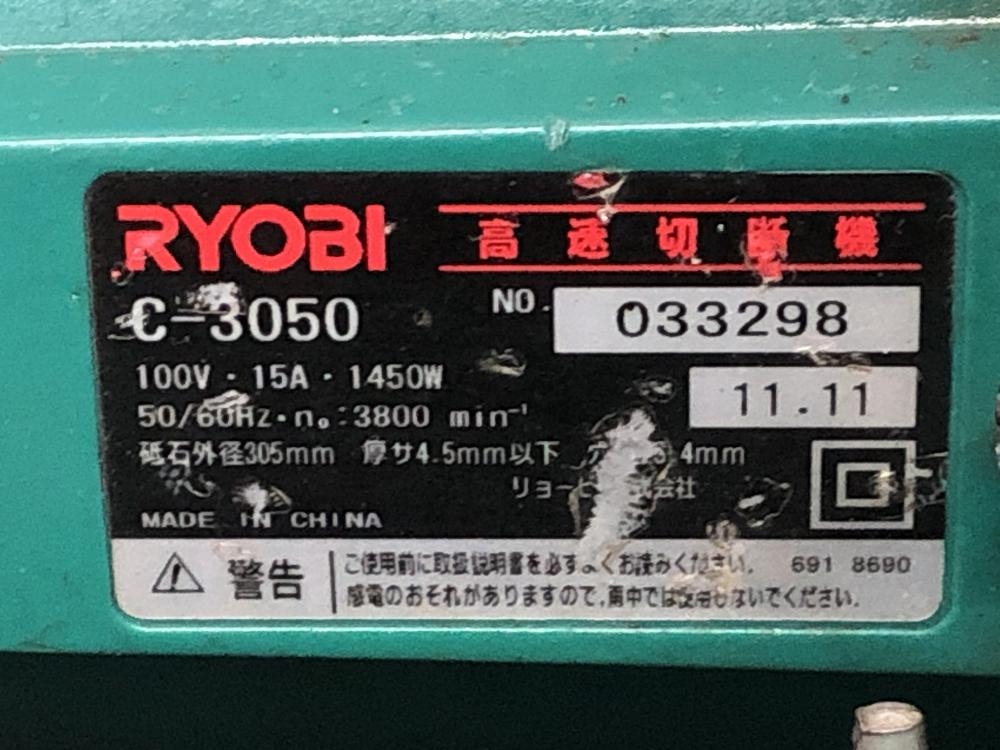 RYOBI 高速切断機
C-3050 NO. 033298
100V・15A・1450W 11.11
50/60Hz・n₀:3800 min⁻¹
砥石外径305mm 厚サ4.5mm以下 4mm
MADE IN CHINA
⚠ 警告 ご使用前に取扱説明書を必ずよくお読みください. 691 8690
感電のおそれがありますので,雨中では使用しないでください.